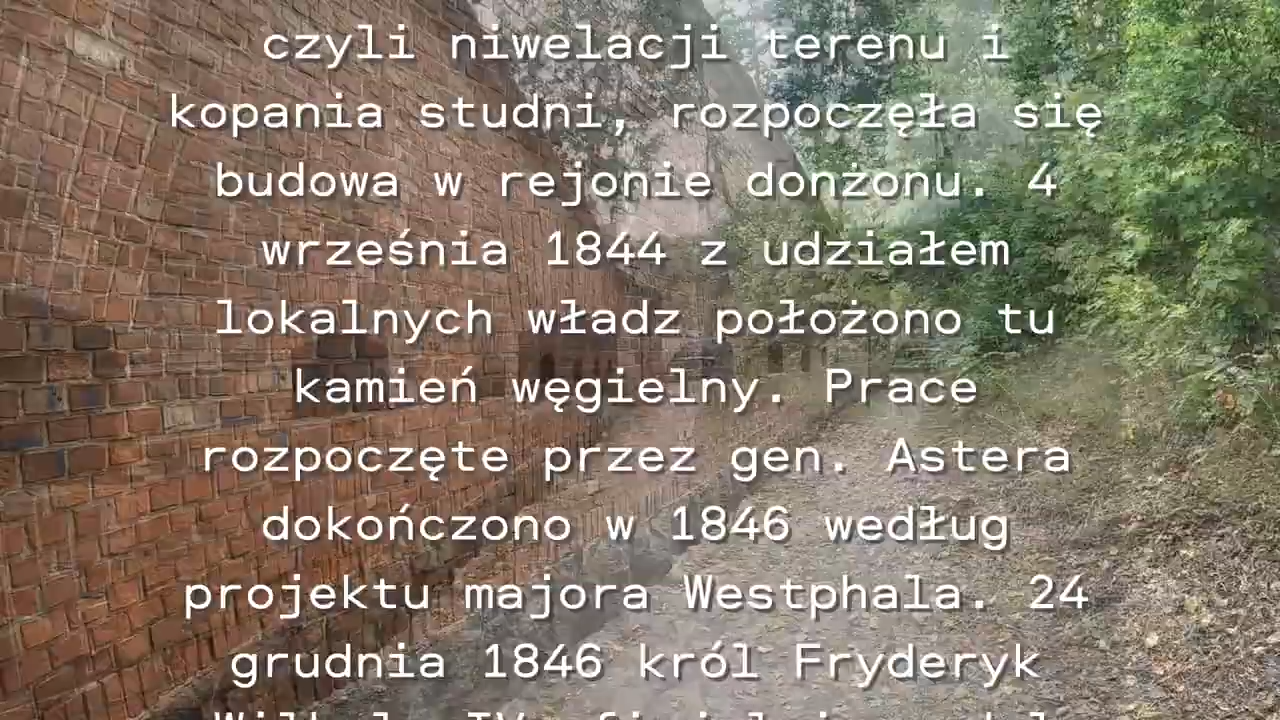 czyli niwelacji terenu i
kopania studni, rozpoczęła się
budowa w rejonie donżonu. 4
września 1844 z udziałem
lokalnych władz położono tu
kamień węgielny. Prace
rozpoczęte przez gen. Astera
dokończono w 1846 według
projektu majora Westphala. 24
grudnia 1846 król Fryderyk